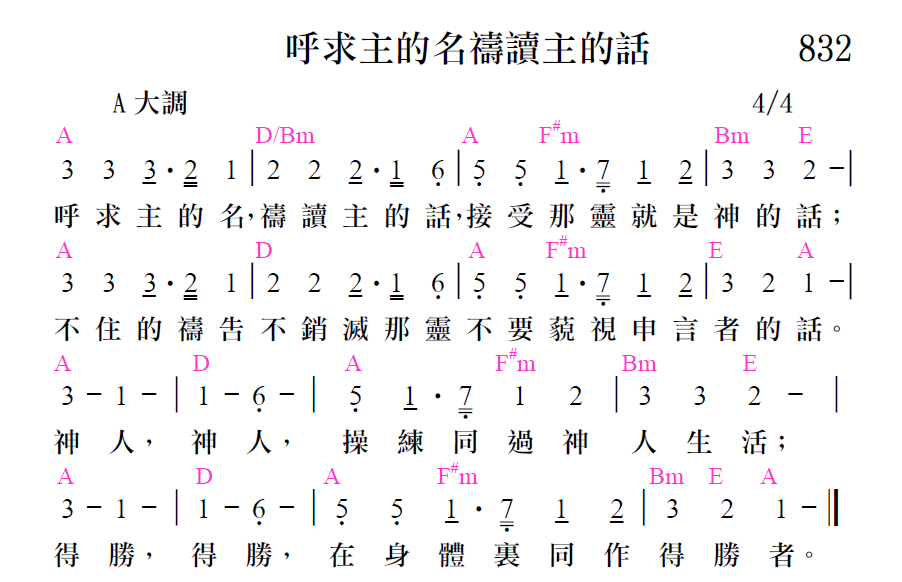 呼求主的名禱讀主的話 832
A 大調 4/4
A D/Bm A F#m Bm E
3 3 3 · 2 1 | 2 2 2 · 1 6 | 5 5 1 · 7 1 2 | 3 3 2 – |
呼求主的名,禱讀主的話,接受那靈就是神的話;
A D A F#m E A
3 3 3 · 2 1 | 2 2 2 · 1 6 | 5 5 1 · 7 1 2 | 3 2 1 – |
不住的禱告不銷滅那靈不要藐視申言者的話。
A D A F#m Bm E
3 – 1 – | 1 – 6 – | 5 1 · 7 1 2 | 3 3 2 – |
神人,神人,操練同過神人生活;
A D A F#m Bm E A
3 – 1 – | 1 – 6 – | 5 5 1 · 7 1 2 | 3 2 1 – ‖
得勝,得勝,在身體裏同作得勝者。